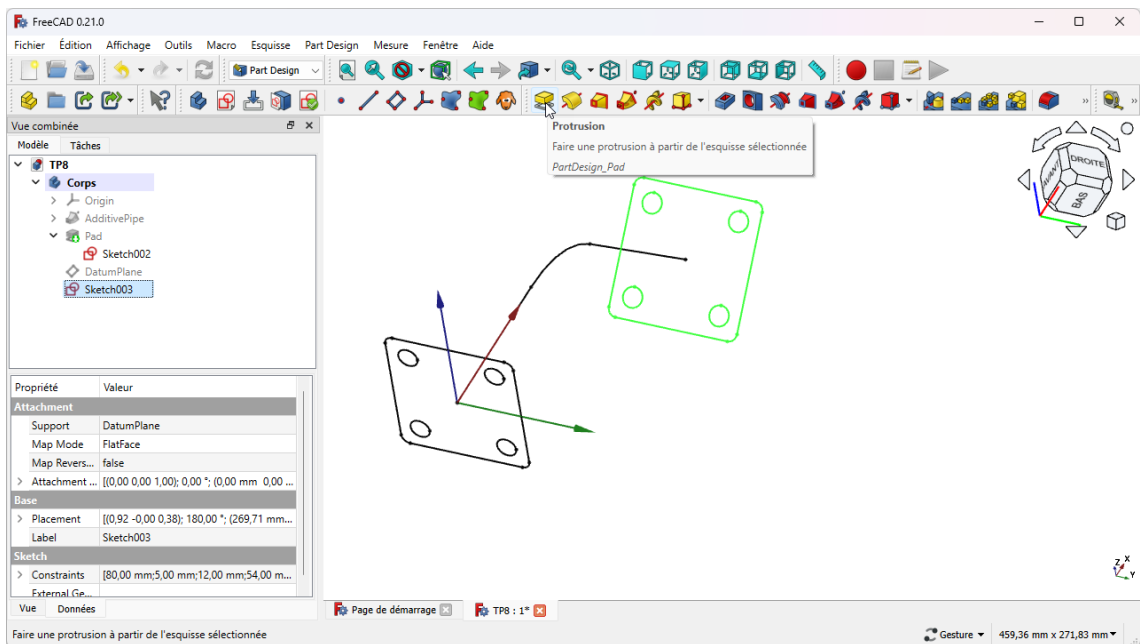 FreeCAD 0.21.0
Fichier Édition Affichage Outils Macro Esquisse Part Design Mesure Fenêtre Aide
Part Design
Vue combinée
Modèle Tâches
TP8
Corps
Origin
AdditivePipe
Pad
Sketch002
DatumPlane
Sketch003
Protrusion
Faire une protrusion à partir de l'esquisse sélectionnée
PartDesign_Pad
AVANT DROITE
BAS
Propriété Valeur
Attachment
Support DatumPlane
Map Mode FlatFace
Map Revers... false
Attachment ... [(0,00 0,00 1,00); 0,00 °; (0,00 mm 0,00 ...
Base
Placement [(0,92 -0,00 0,38); 180,00 °; (269,71 mm...
Label Sketch003
Sketch
Constraints [80,00 mm;5,00 mm;12,00 mm;54,00 m...
External Ge...
Z X
Y
Vue Données
Page de démarrage TP8 : 1*
Faire une protrusion à partir de l'esquisse sélectionnée
Gesture 459,36 mm x 271,83 mm